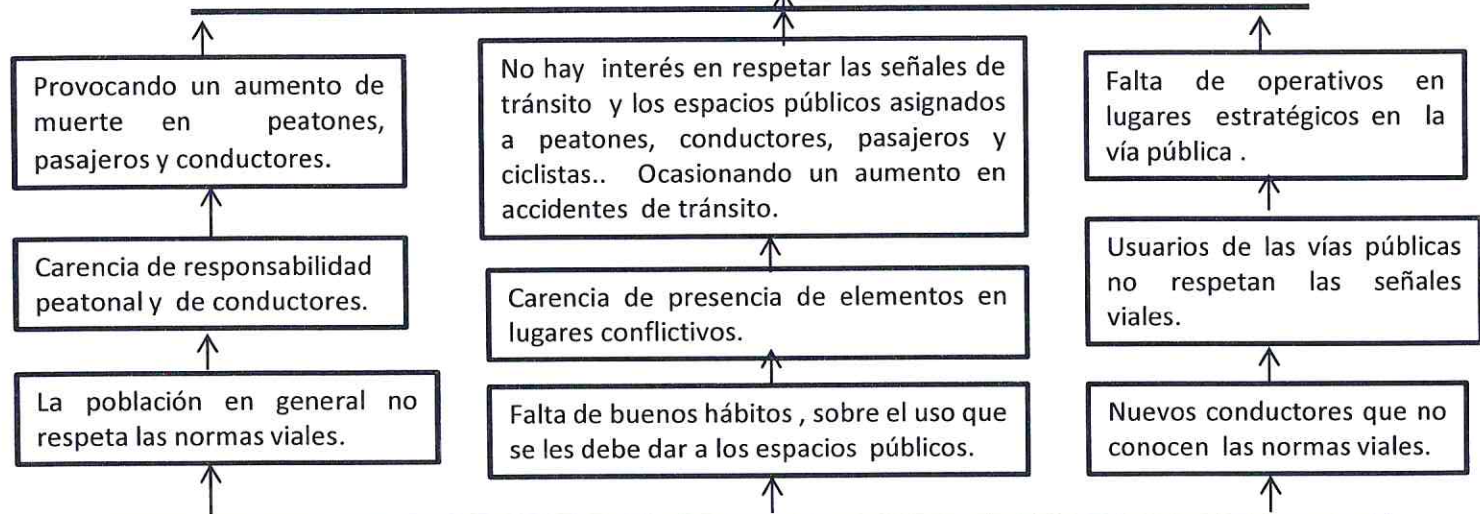 Provocando un aumento de
muerte en peatones,
pasajeros y conductores.
Carencia de responsabilidad
peatonal y de conductores.
La población en general no
respeta las normas viales.
No hay interés en respetar las señales de
tránsito y los espacios públicos asignados
a peatones, conductores, pasajeros y
ciclistas.. Ocasionando un aumento en
accidentes de tránsito.
Carencia de presencia de elementos en
lugares conflictivos.
Falta de buenos hábitos , sobre el uso que
se les debe dar a los espacios públicos.
Falta de operativos en
lugares estratégicos en la
vía pública .
Usuarios de las vías públicas
no respetan las señales
viales.
Nuevos conductores que no
conocen las normas viales.